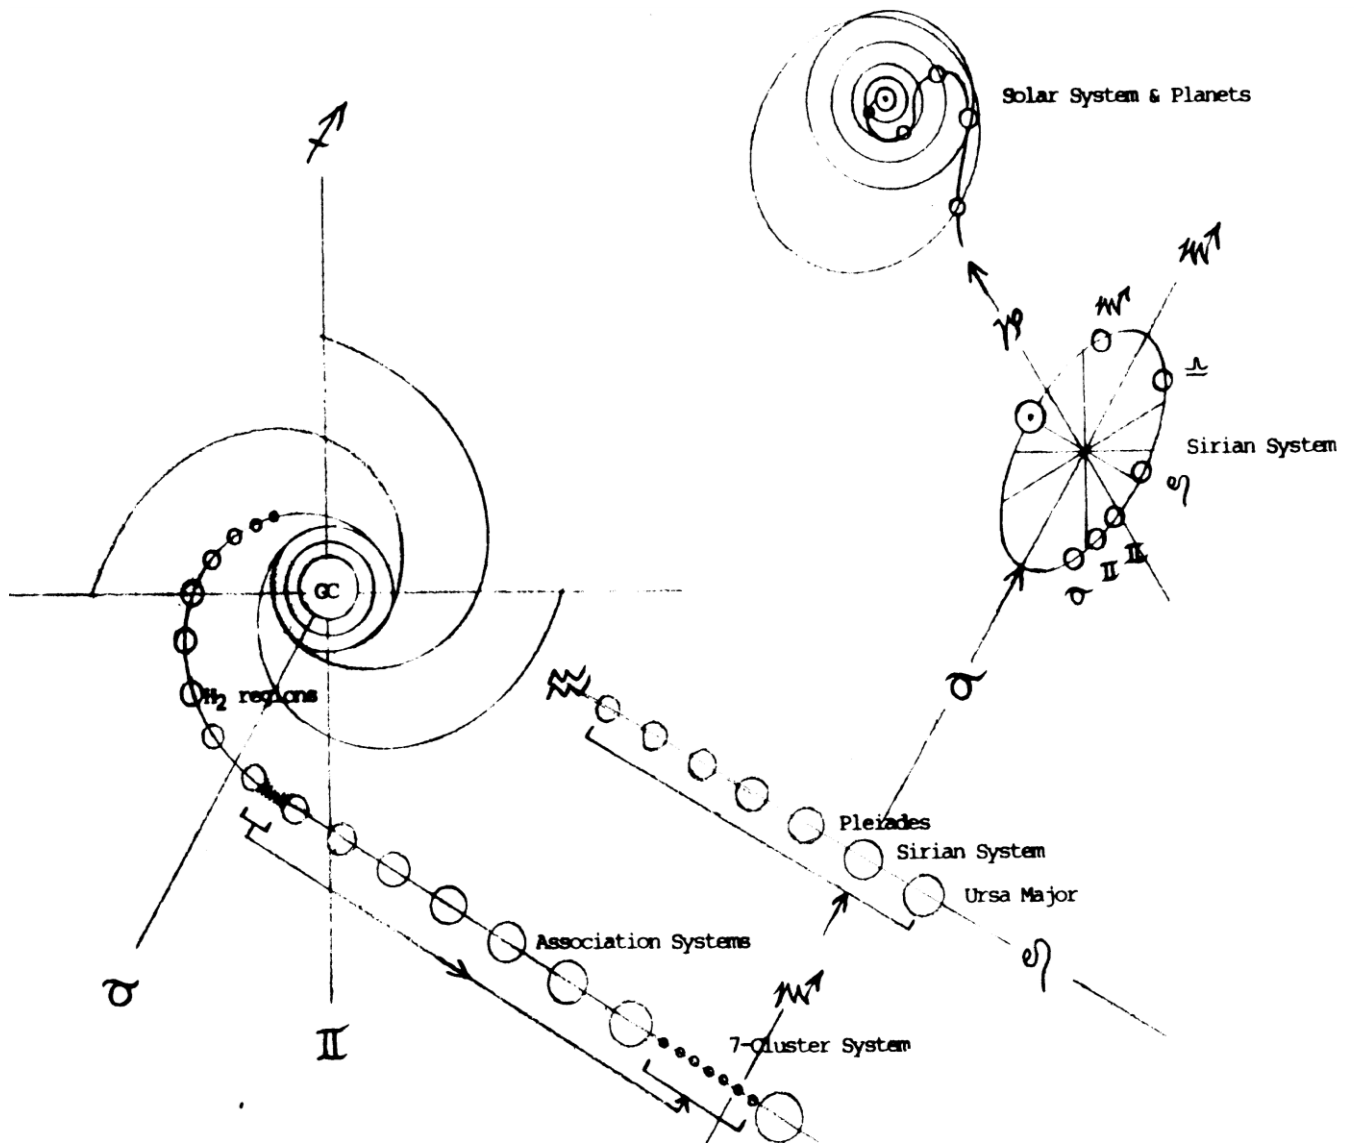 Solar System & Planets
♐
♏
♑
♏
♎
Sirian System
♌
GC
♊
♊
♉
H₂ regions
♒
♉
Pleiades
Sirian System
Ursa Major
Association Systems
♌
♉
♏
♊
7-Cluster System